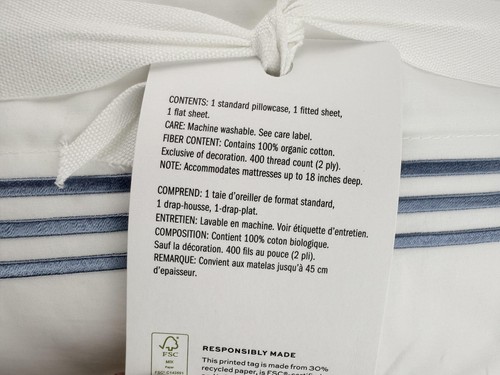 CONTENTS: 1 standard pillowcase, 1 fitted sheet,
1 flat sheet.
CARE: Machine washable. See care label.
FIBER CONTENT: Contains 100% organic cotton.
Exclusive of decoration. 400 thread count (2 ply).
NOTE: Accommodates mattresses up to 18 inches deep.
COMPREND: 1 taie d'oreiller de format standard,
1 drap-housse, 1-drap-plat.
ENTRETIEN: Lavable en machine. Voir étiquette d'entretien.
COMPOSITION: Contient 100% coton biologique.
Sauf la décoration. 400 fils au pouce (2 pli).
REMARQUE: Convient aux matelas jusqu'à 45 cm
d'epaisseur.
FSC
MIX
Paper
RESPONSIBLY MADE
This printed tag is made from 30%
recycled paper, is FSC®-certified